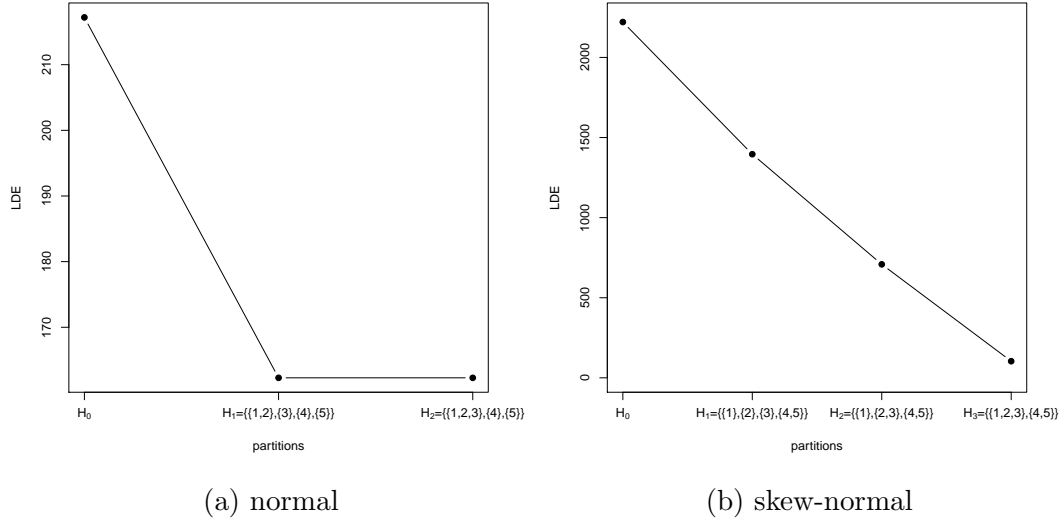 210
200
190
180
170
LDE
H₀
H₁={{1,2},{3},{4},{5}}
H₂={{1,2,3},{4},{5}}
partitions
(a) normal
2000
1500
1000
500
0
LDE
H₀
H₁={{1},{2},{3},{4,5}}
H₂={{1},{2,3},{4,5}}
H₃={{1,2,3},{4,5}}
partitions
(b) skew-normal